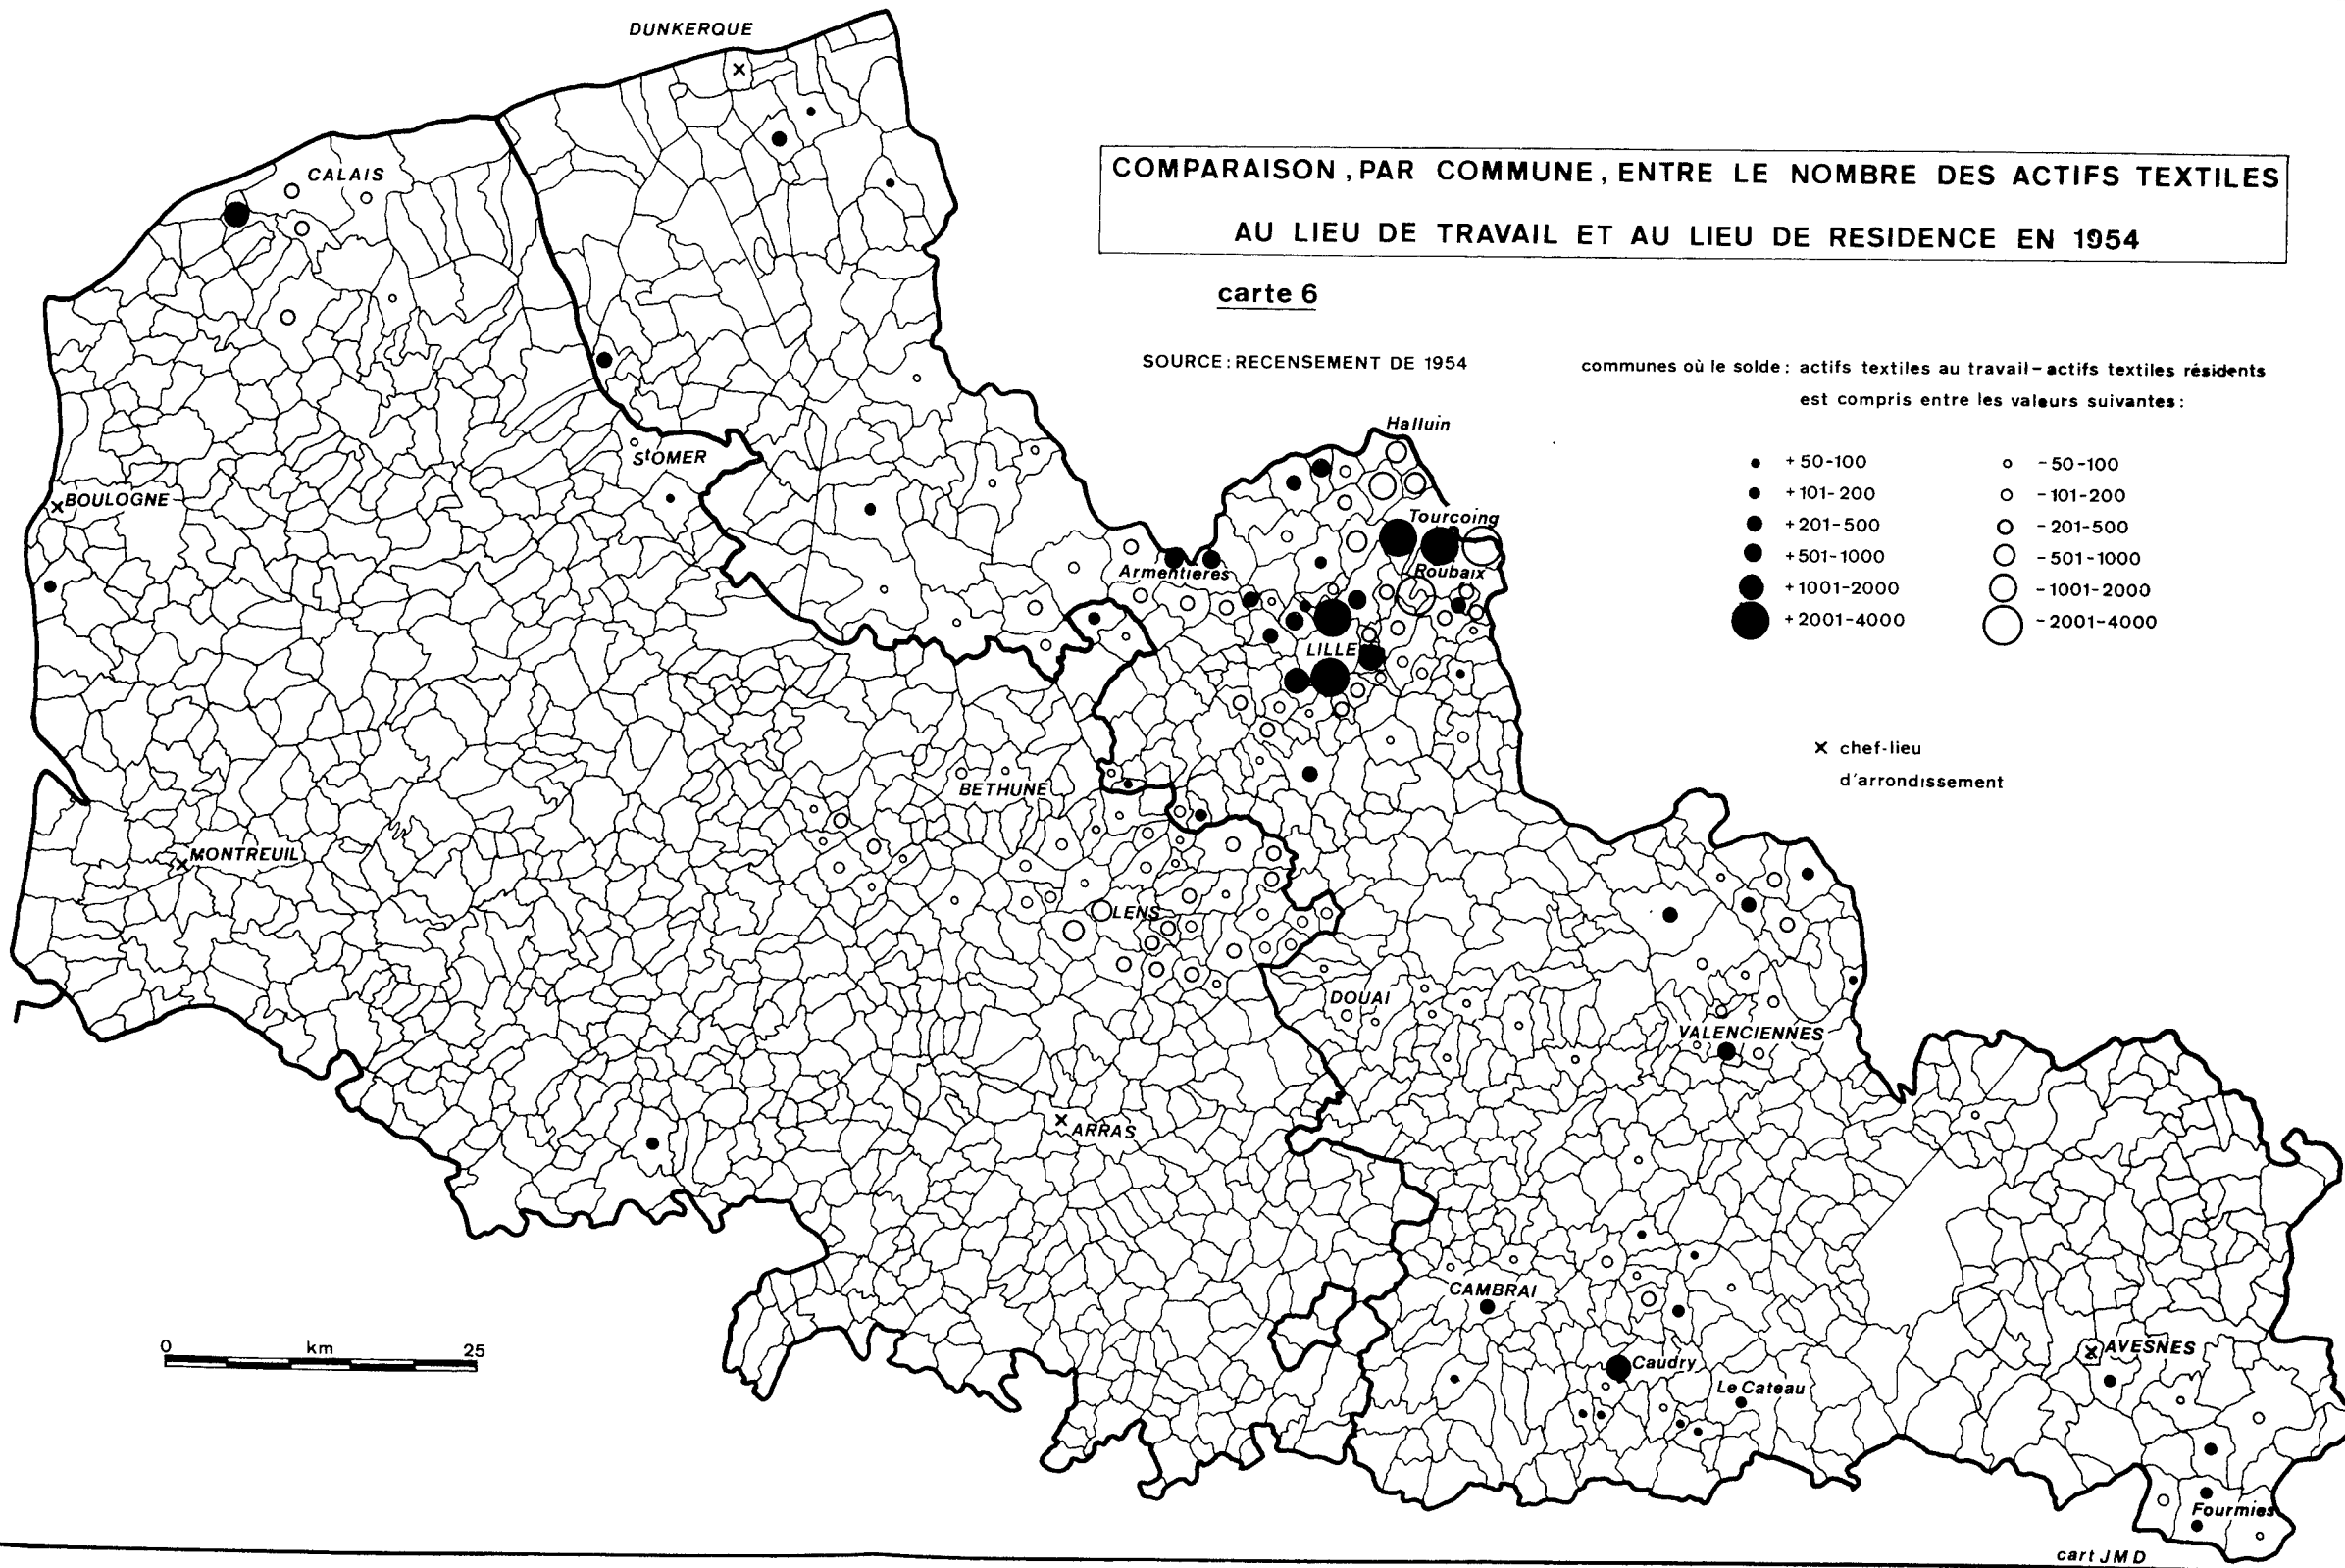 DUNKERQUE
CALAIS
COMPARAISON, PAR COMMUNE, ENTRE LE NOMBRE DES ACTIFS TEXTILES
AU LIEU DE TRAVAIL ET AU LIEU DE RESIDENCE EN 1954
carte 6
SOURCE: RECENSEMENT DE 1954
communes où le solde: actifs textiles au travail-actifs textiles résidents
est compris entre les valeurs suivantes:
+50-100
-50-100
+101-200
-101-200
+201-500
-201-500
+501-1000
-501-1000
+1001-2000
-1001-2000
+2001-4000
-2001-4000
x chef-lieu
d'arrondissement
Halluin
StOMER
BOULOGNE
Tourcoing
Armentieres
Roubaix
LILLE
BETHUNE
MONTREUIL
LENS
DOUAI
VALENCIENNES
ARRAS
CAMBRAI
0 km 25
AVESNES
Caudry
Le Cateau
Fourmies
cart JMD